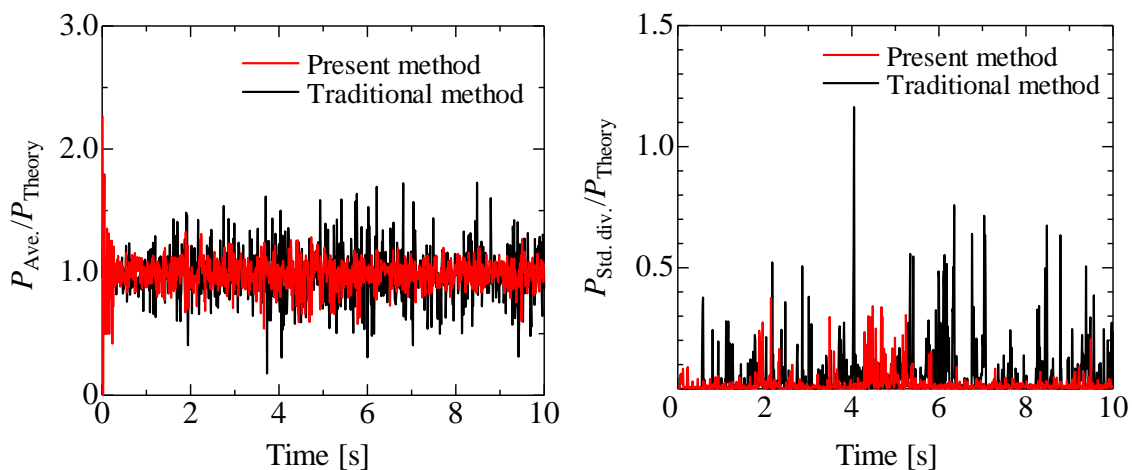 3.0
2.0
1.0
0
P_Ave./P_Theory
Present method
Traditional method
0 2 4 6 8 10
Time [s]
1.5
1.0
0.5
P_Std. div./P_Theory
Present method
Traditional method
0 2 4 6 8 10
Time [s]